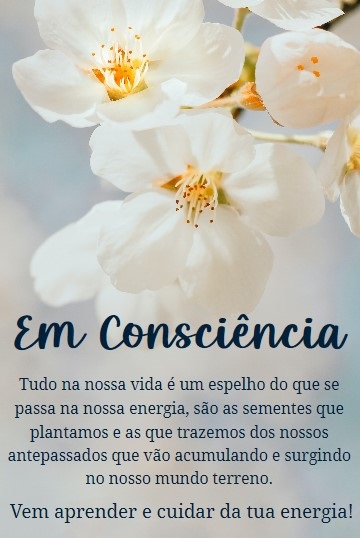 Em Consciência
Tudo na nossa vida é um espelho do que se
passa na nossa energia, são as sementes que
plantamos e as que trazemos dos nossos
antepassados que vão acumulando e surgindo
no nosso mundo terreno.
Vem aprender e cuidar da tua energia!